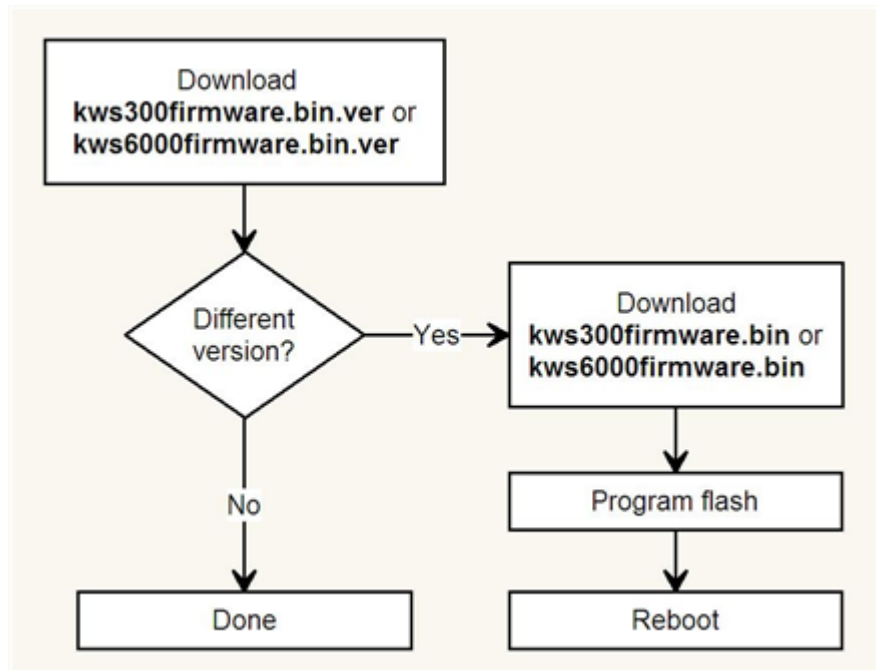 Download
kws300firmware.bin.ver or
kws6000firmware.bin.ver
Different
version?
Yes
Download
kws300firmware.bin or
kws6000firmware.bin
No
Program flash
Done
Reboot